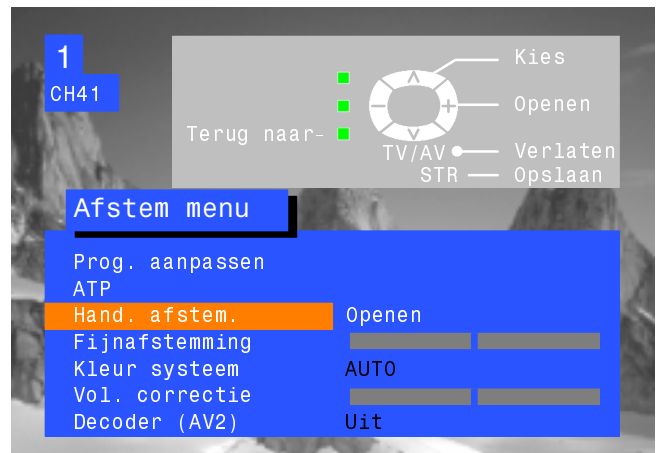 1
CH41
Kies
Openen
Terug naar-
TV/AV Verlaten
STR Opslaan
Afstem menu
Prog. aanpassen
ATP
Hand. afstem. Openen
Fijnafstemming
Kleur systeem AUTO
Vol. correctie
Decoder (AV2) Uit